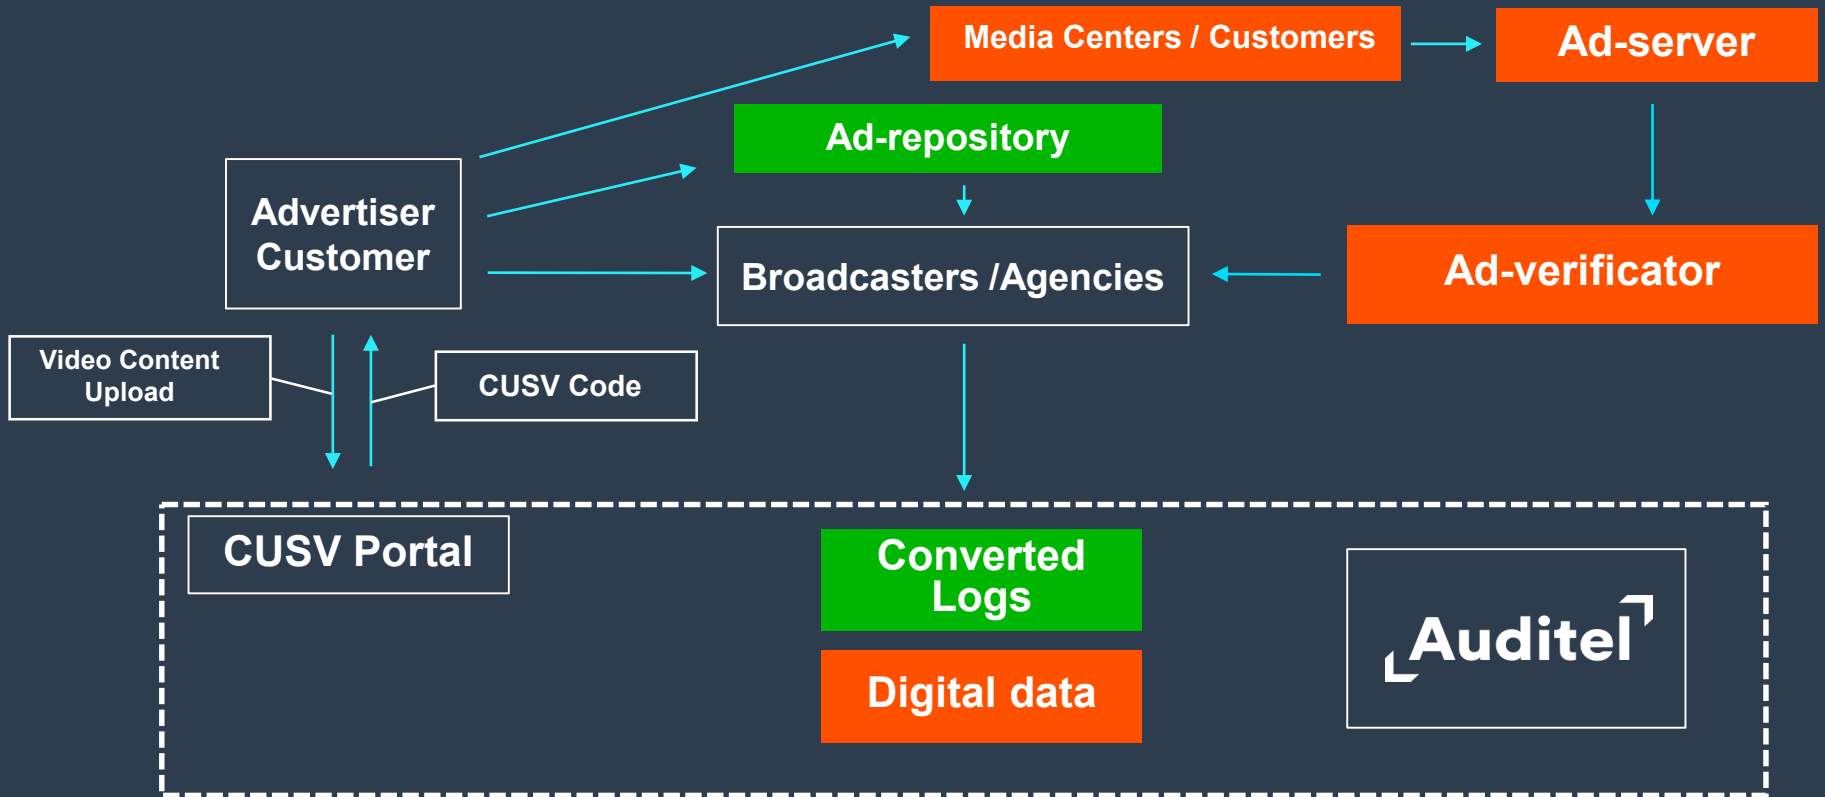 Media Centers / Customers
Ad-server
Ad-repository
Advertiser
Customer
Broadcasters /Agencies
Ad-verificator
Video Content
Upload
CUSV Code
CUSV Portal
Converted
Logs
Auditel
Digital data